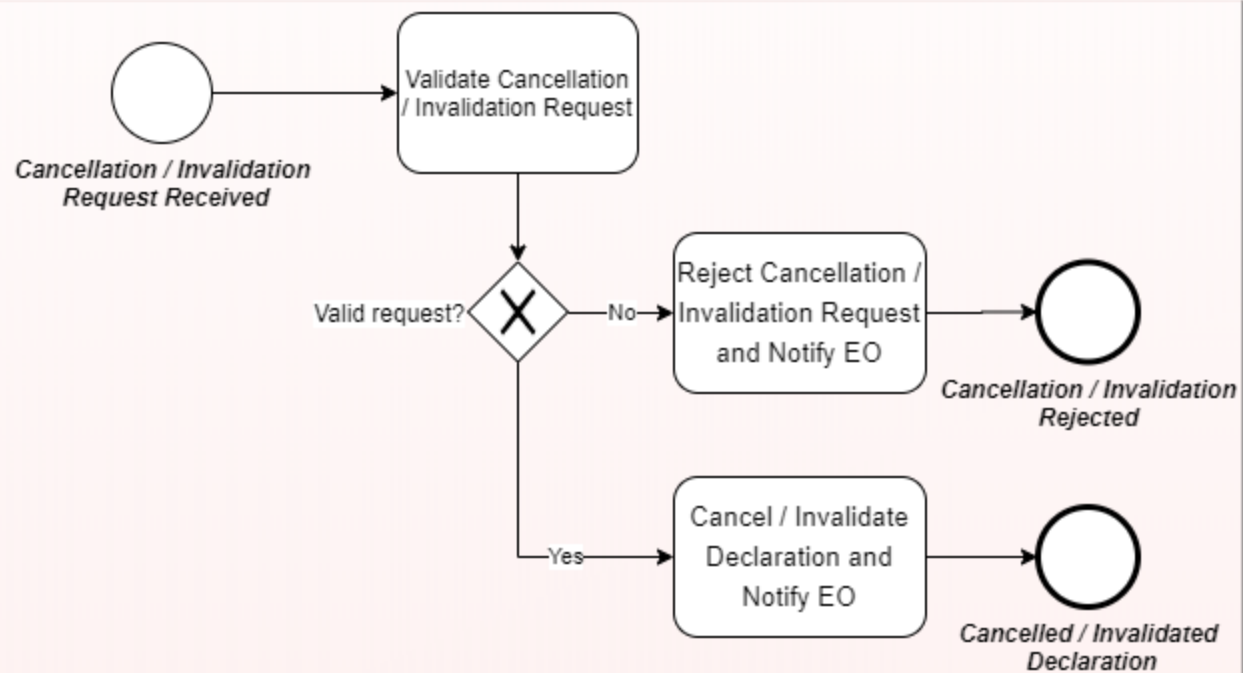 Validate Cancellation
/ Invalidation Request
Cancellation / Invalidation
Request Received
Valid request?
No
Reject Cancellation /
Invalidation Request
and Notify EO
Cancellation / Invalidation
Rejected
Yes
Cancel / Invalidate
Declaration and
Notify EO
Cancelled / Invalidated
Declaration